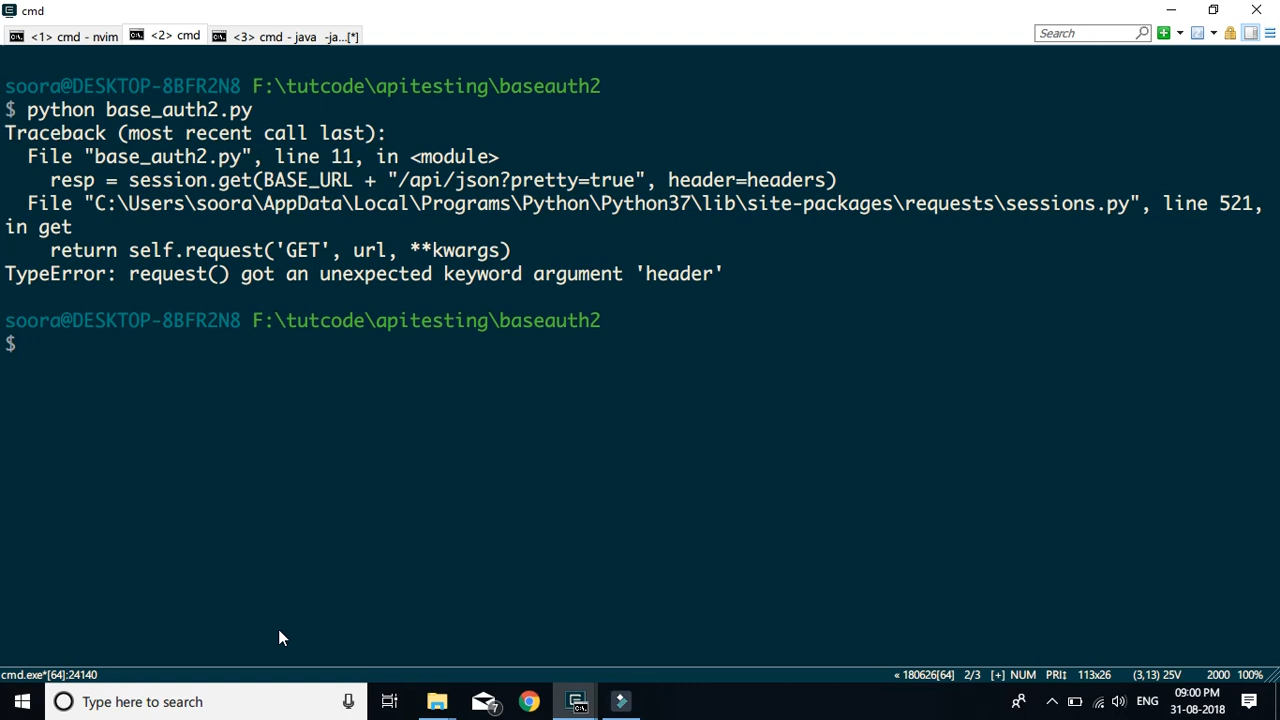 cmd
<1> cmd - nvim <2> cmd <3> cmd - java -ja...[*] Search
soora@DESKTOP-8BFR2N8 F:\tutcode\apitesting\baseauth2
$ python base_auth2.py
Traceback (most recent call last):
  File "base_auth2.py", line 11, in <module>
    resp = session.get(BASE_URL + "/api/json?pretty=true", header=headers)
  File "C:\Users\soora\AppData\Local\Programs\Python\Python37\lib\site-packages\requests\sessions.py", line 521,
in get
    return self.request('GET', url, **kwargs)
TypeError: request() got an unexpected keyword argument 'header'
soora@DESKTOP-8BFR2N8 F:\tutcode\apitesting\baseauth2
$
cmd.exe*[64]:24140 « 180626[64] 2/3 [+] NUM PRI‡ 113x26 (3,13) 25V 2000 100%
Type here to search 7 ENG 09:00 PM
31-08-2018